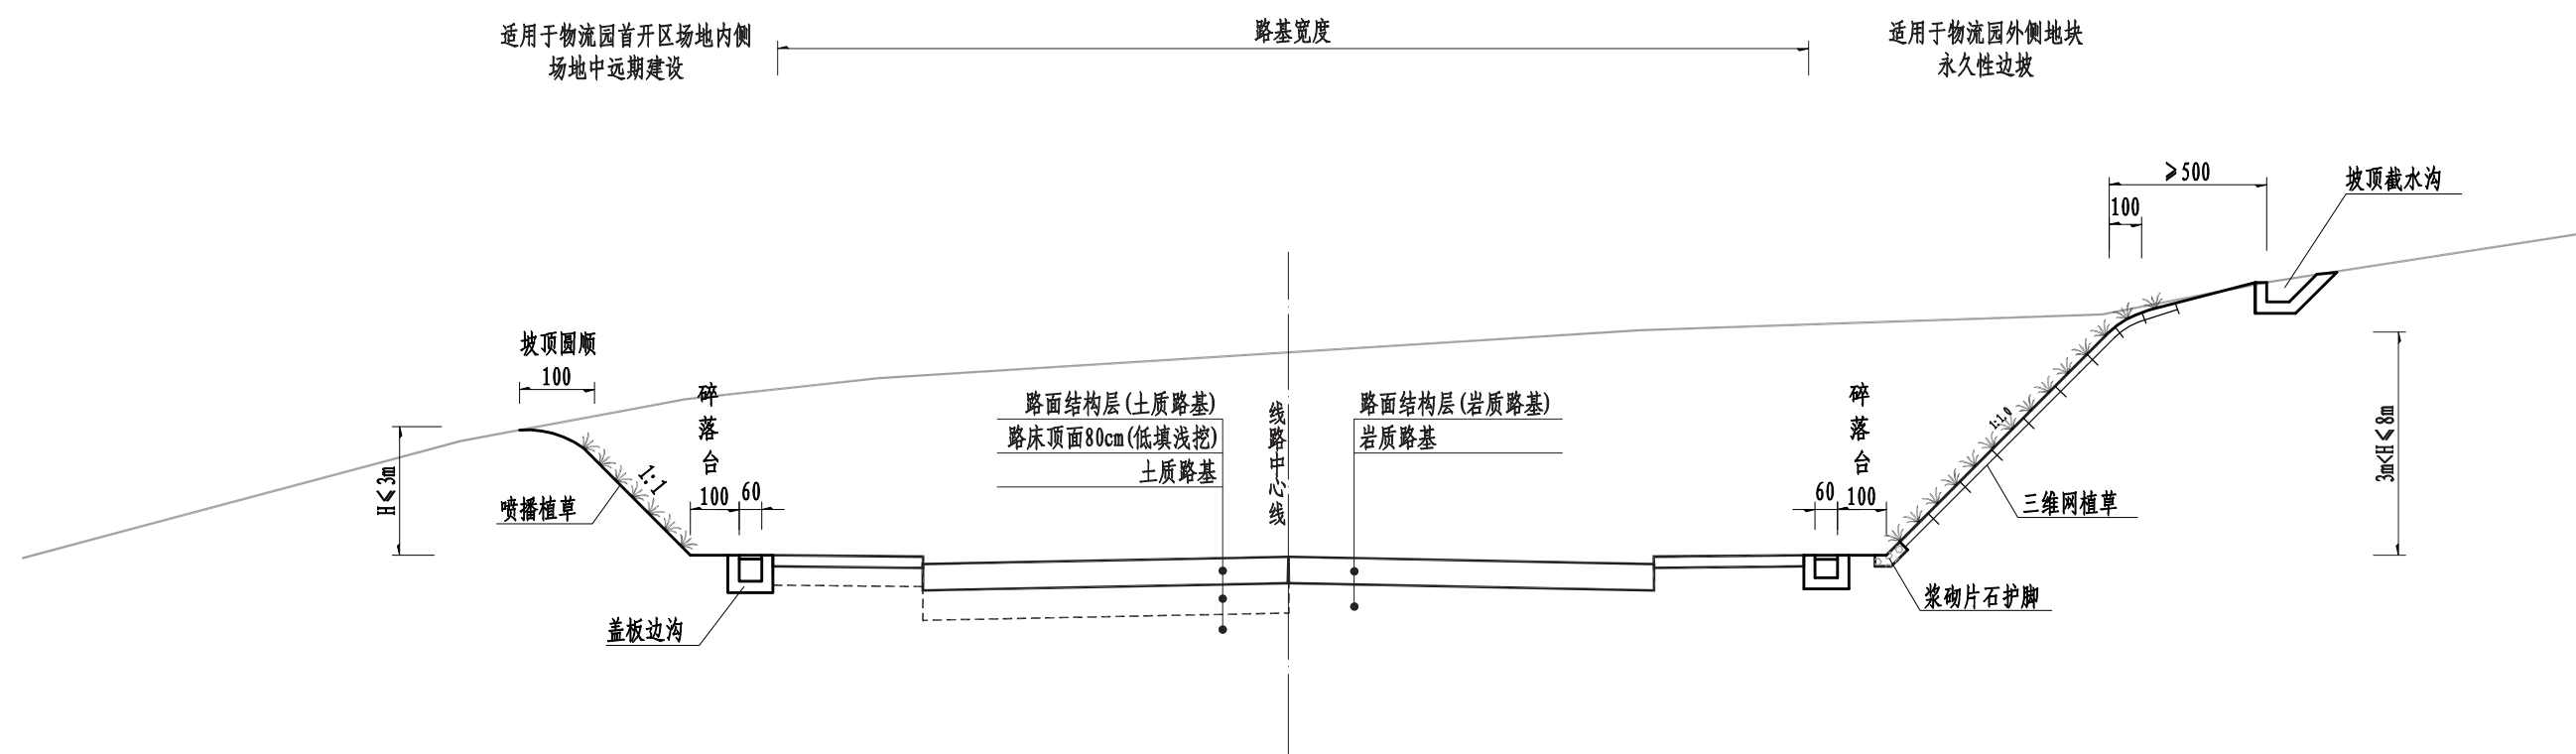 适用于物流园首开区场地内侧
场地中远期建设
路基宽度
适用于物流园外侧地块
永久性边坡
≥500
100
坡顶截水沟
坡顶圆顺
100
H≤3m
喷播植草
1:1
碎落台
100
60
盖板边沟
路面结构层(土质路基)
路床顶面80cm(低填浅挖)
土质路基
线路中心线
路面结构层(岩质路基)
岩质路基
碎落台
60
100
1:1.0
三维网植草
浆砌片石护脚
3m<H≤8m